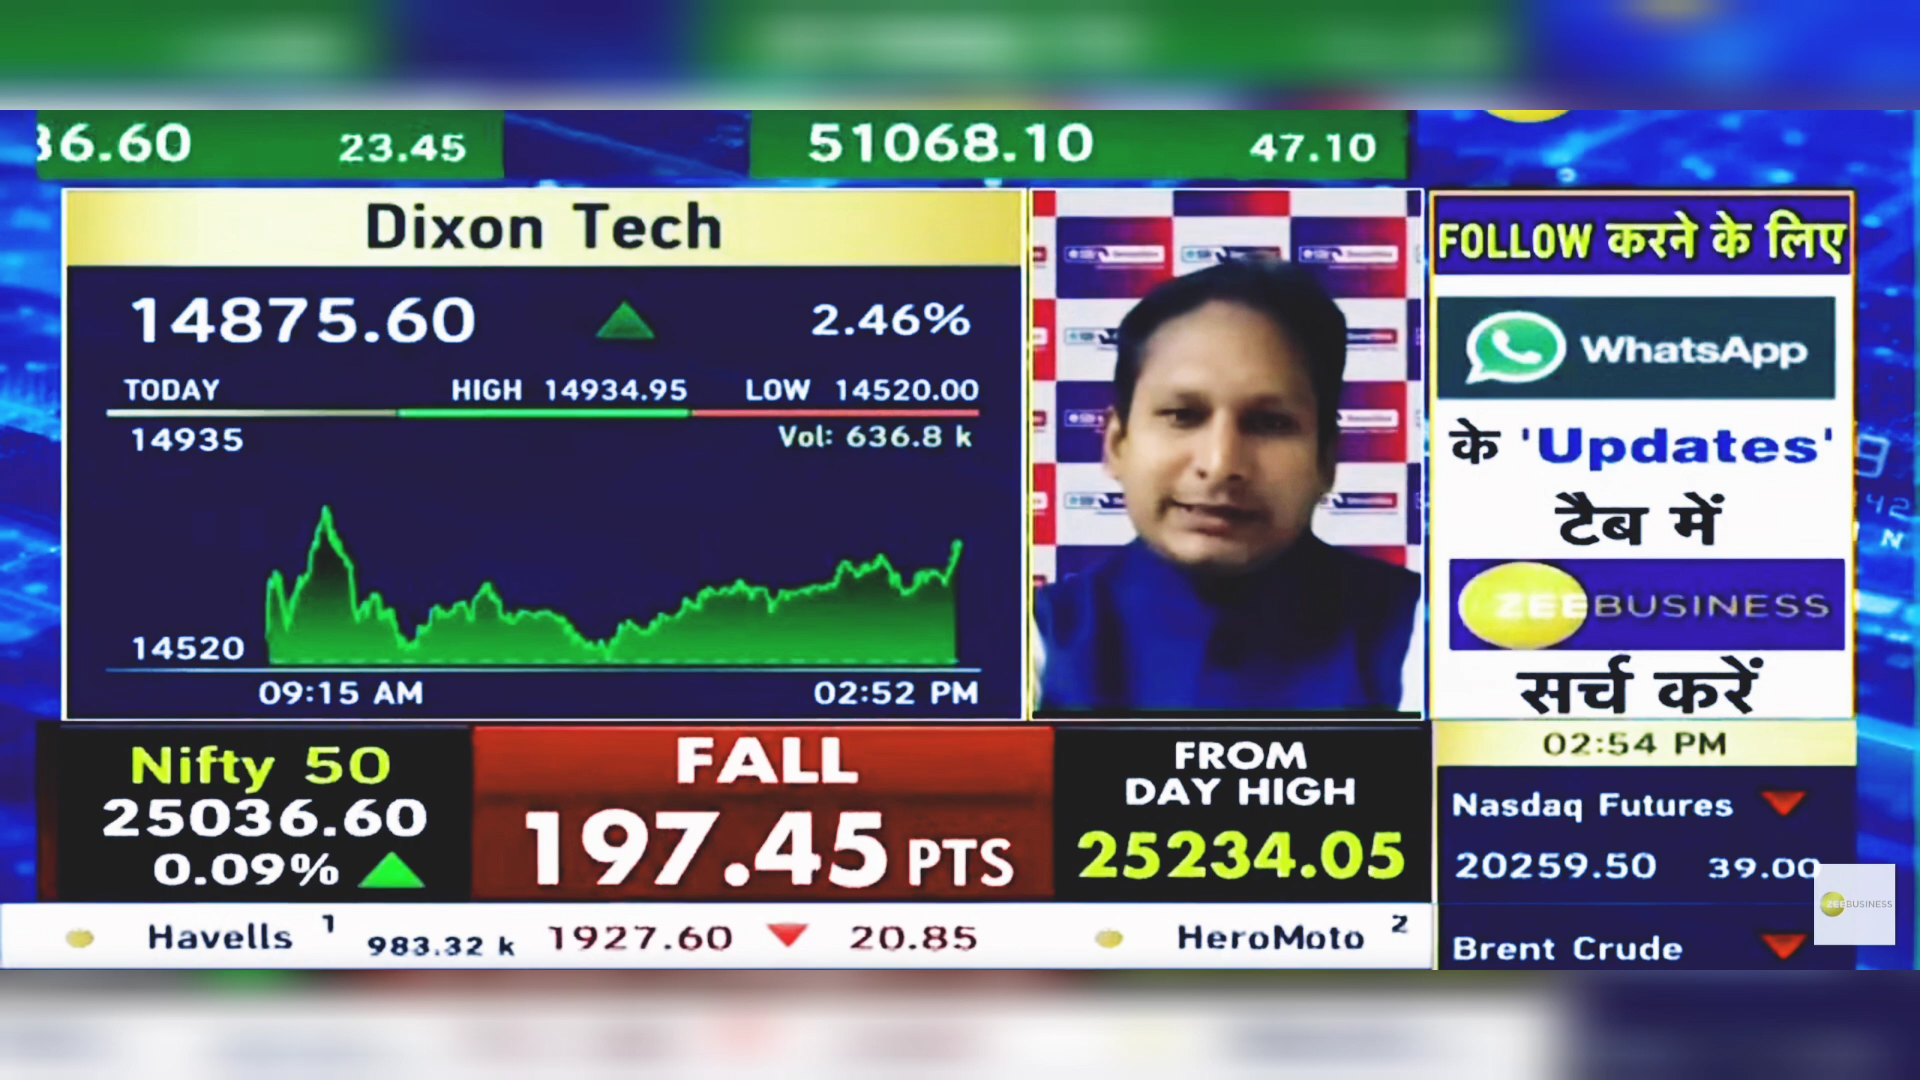 36.60 23.45 51068.10 47.10
Dixon Tech
14875.60 2.46%
TODAY HIGH 14934.95 LOW 14520.00
14935 Vol: 636.8 k
14520
09:15 AM 02:52 PM
FOLLOW करने के लिए
WhatsApp
के 'Updates'
टैब में
ZEEBUSINESS
सर्च करें
Nifty 50
25036.60
0.09%
FALL
197.45 PTS
FROM
DAY HIGH
25234.05
02:54 PM
Nasdaq Futures
20259.50 39.00
Brent Crude
ZEEBUSINESS
Havells 1 983.32 k 1927.60 20.85 HeroMoto 2